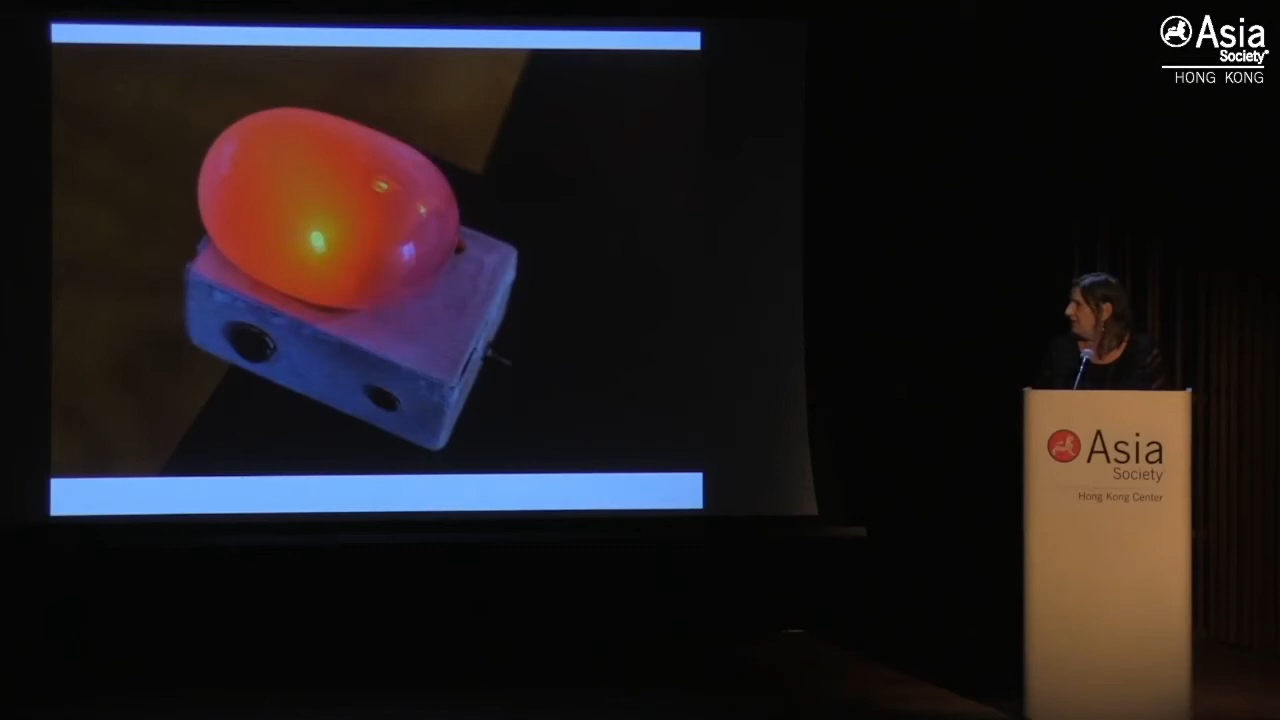 Asia
Society
HONG KONG
Asia
Society
Hong Kong Center